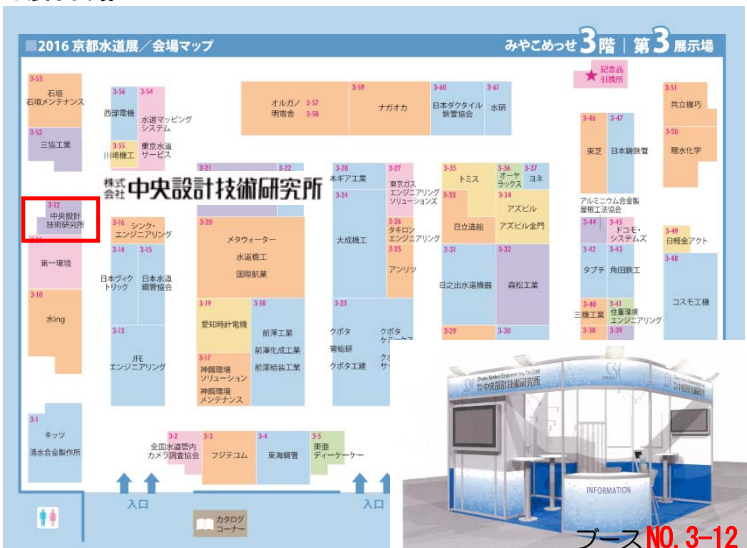 ■2016 京都水道展／会場マップ
みやこめっせ3階｜第3展示場
記念品
引換所
3-53
石垣
石垣メンテナンス
3-52
三協工業
3-12
中央設計
技術研究所
第一環境
3-10
水ing
3-1
キッツ
清水合金製作所
3-56
西部電機
3-54
水道マッピング
システム
3-55
川崎機工
東京水道
サービス
株式
会社 中央設計技術研究所
3-16
シンク・
エンジニアリング
3-14
日本ヴィク
トリック
3-15
日本水道
鋼管協会
3-13
JFE
エンジニアリング
オルガノ 3-57
明電舎 3-58
3-59
ナガオカ
3-60
日本ダクタイル
鉄管協会
3-61
水研
3-21
3-22
3-20
メタウォーター
水道機工
国際航業
3-19
愛知時計電機
3-18
前澤工業
前澤化成工業
前澤給装工業
3-17
神鋼環境
ソリューション
神鋼環境
メンテナンス
3-28
本ギア工業
3-24
大成機工
3-27
東京ガス
エンジニアリング
ソリューションズ
3-26
タキロン
エンジニアリング
3-25
アンリツ
3-23
クボタ
管総研
クボタ工建
クボタ
3-35
トミス
3-36
オーヤ
ラックス
3-37
ヨネ
3-33
日立造船
3-34
アズビル
アズビル金門
3-31
日之出水道機器
3-32
森松工業
3-29
3-30
3-46
東芝
3-47
日本鋳鉄管
アルミニウム合金製
屋根工法協会
3-44
3-45
ドコモ・
システムズ
3-42
タブチ
3-43
角田鉄工
3-40
三機工業
3-41
住重環境
エンジニアリング
3-38
3-39
3-51
共立機巧
3-50
理水化学
3-49
日軽金アクト
3-48
コスモ工機
3-2
全国水道管内
カメラ調査協会
3-3
フジテコム
3-4
東海鋼管
3-5
東亜
ディーケーケー
入口
入口
カタログ
コーナー
中央設計技術研究所
INFORMATION
ブースNO.3-12